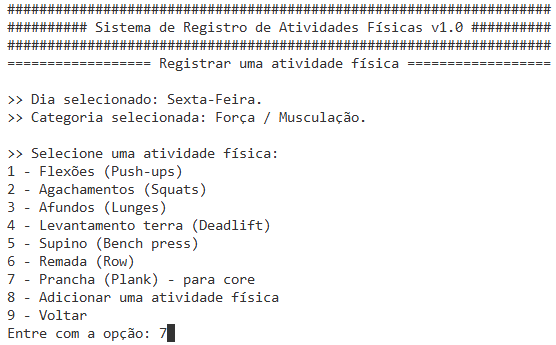 ####################################################################
########## Sistema de Registro de Atividades Físicas v1.0 ##########
####################################################################
================== Registrar uma atividade física ==================
>> Dia selecionado: Sexta-Feira.
>> Categoria selecionada: Força / Musculação.
>> Selecione uma atividade física:
1 - Flexões (Push-ups)
2 - Agachamentos (Squats)
3 - Afundos (Lunges)
4 - Levantamento terra (Deadlift)
5 - Supino (Bench press)
6 - Remada (Row)
7 - Prancha (Plank) - para core
8 - Adicionar uma atividade física
9 - Voltar
Entre com a opção: 7